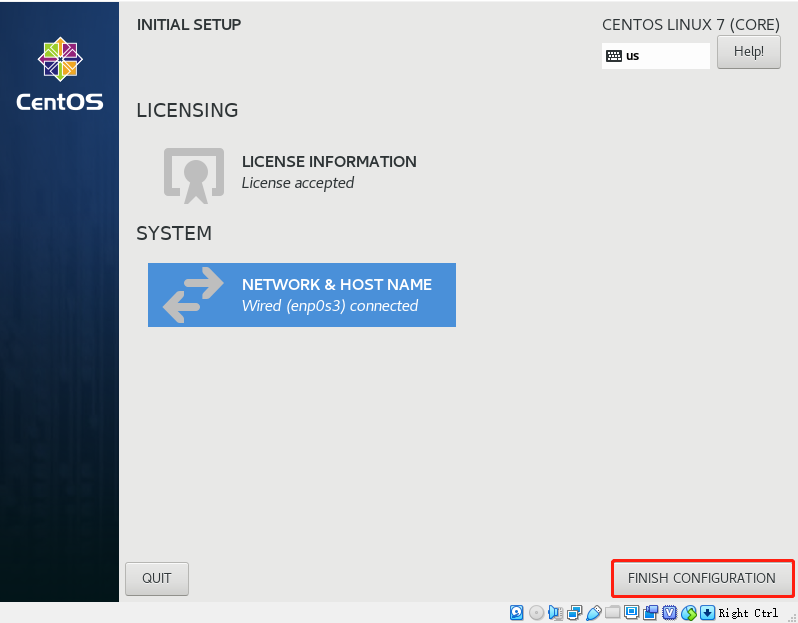 INITIAL SETUP
CENTOS LINUX 7 (CORE)
us
Help!
CentOS
LICENSING
LICENSE INFORMATION
License accepted
SYSTEM
NETWORK & HOST NAME
Wired (enp0s3) connected
QUIT
FINISH CONFIGURATION
Right Ctrl